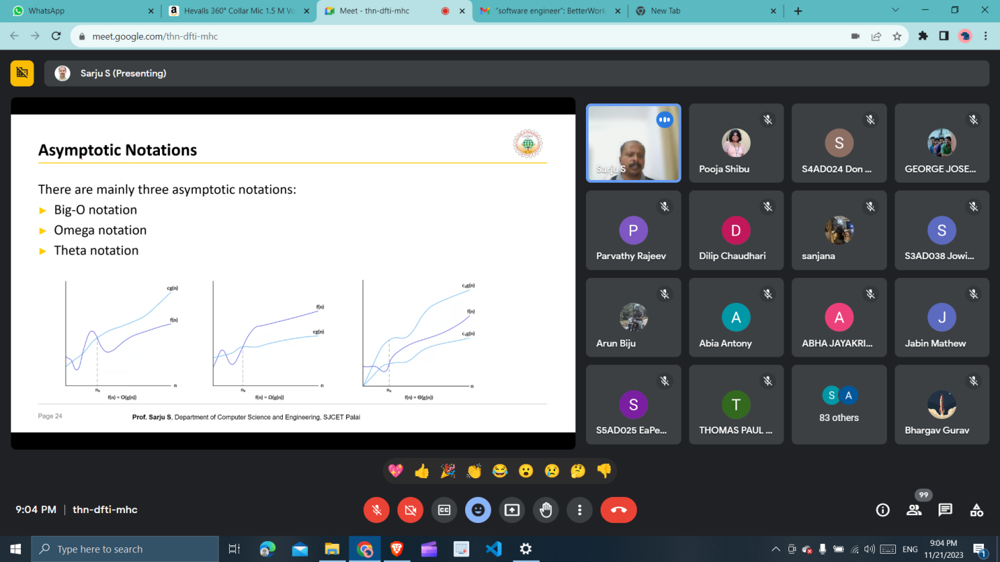 WhatsApp
Hevalls 360° Collar Mic 1.5 M Vo
Meet - thn-dfti-mhc
"software engineer": BetterWork
New Tab
meet.google.com/thn-dfti-mhc
Sarju S (Presenting)
Asymptotic Notations
There are mainly three asymptotic notations:
Big-O notation
Omega notation
Theta notation
cg(n)
f(n)
n
n₀
f(n) = O(g(n))
f(n)
cg(n)
n
n₀
f(n) = Ω(g(n))
c₂g(n)
f(n)
c₁g(n)
n
n₀
f(n) = Θ(g(n))
Page 24
Prof. Sarju S, Department of Computer Science and Engineering, SJCET Palai
Sarju S
Pooja Shibu
S
S4AD024 Don ...
GEORGE JOSE...
P
Parvathy Rajeev
D
Dilip Chaudhari
sanjana
S
S3AD038 Jowi...
Arun Biju
A
Abia Antony
A
ABHA JAYAKRI...
J
Jabin Mathew
S
S5AD025 EaPe...
T
THOMAS PAUL ...
S A
83 others
Bhargav Gurav
9:04 PM | thn-dfti-mhc
99
Type here to search
ENG
9:04 PM
11/21/2023
1